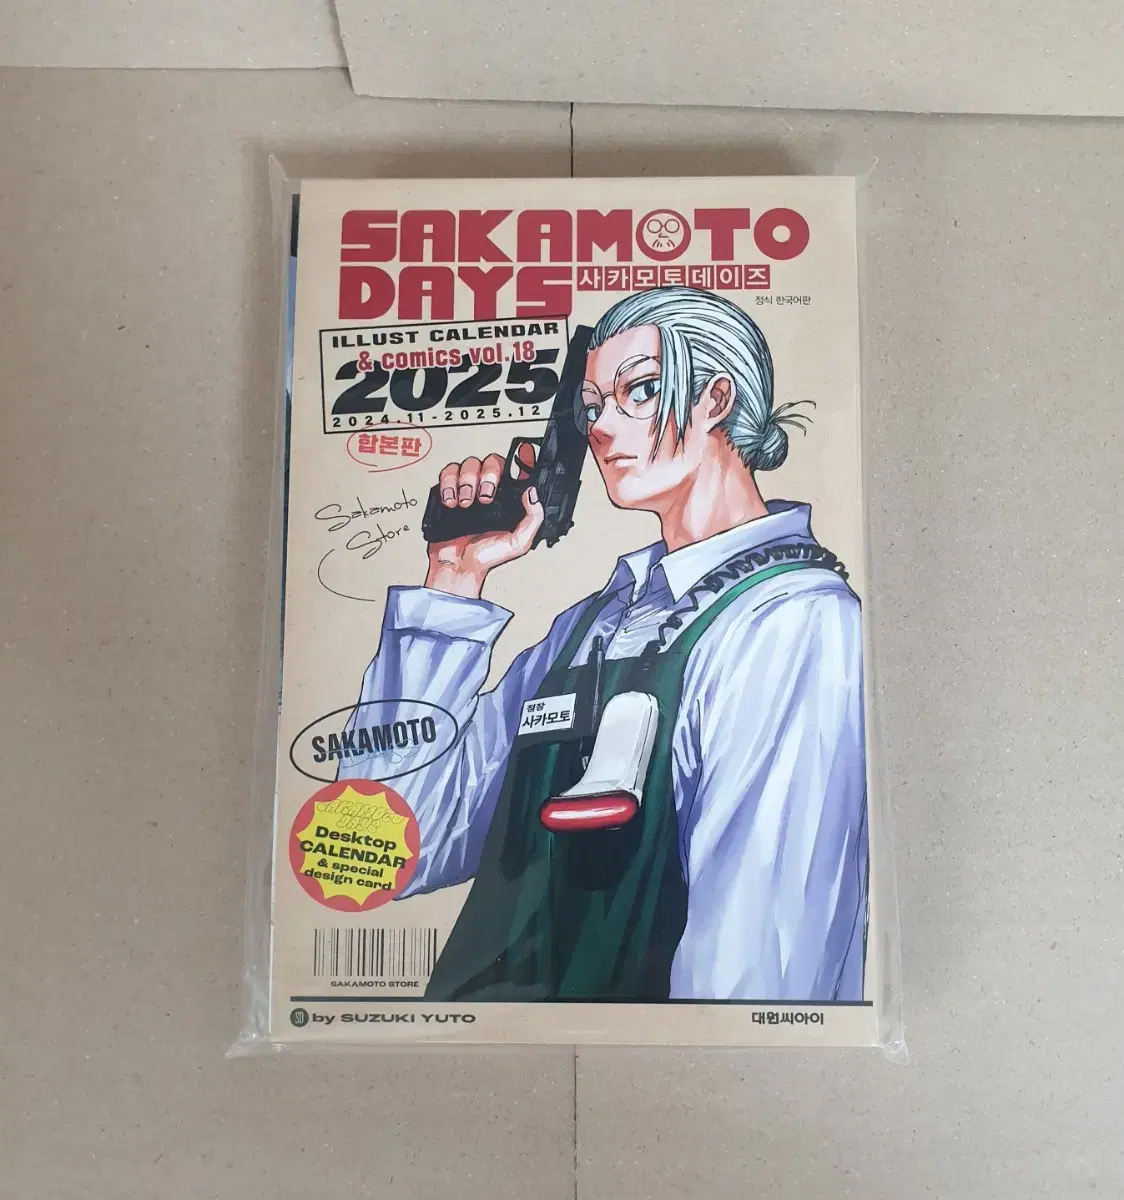 SAKAMOTO
DAYS 사카모토데이즈
정식 한국어판
ILLUST CALENDAR
& comics vol.18
2025
2024.11-2025.12
합본판
Sakamoto
Store
점장
사카모토
SAKAMOTO
SAKAMOTO
DAYS
Desktop
CALENDAR
& special
design card
SAKAMOTO STORE
by SUZUKI YUTO
대원씨아이